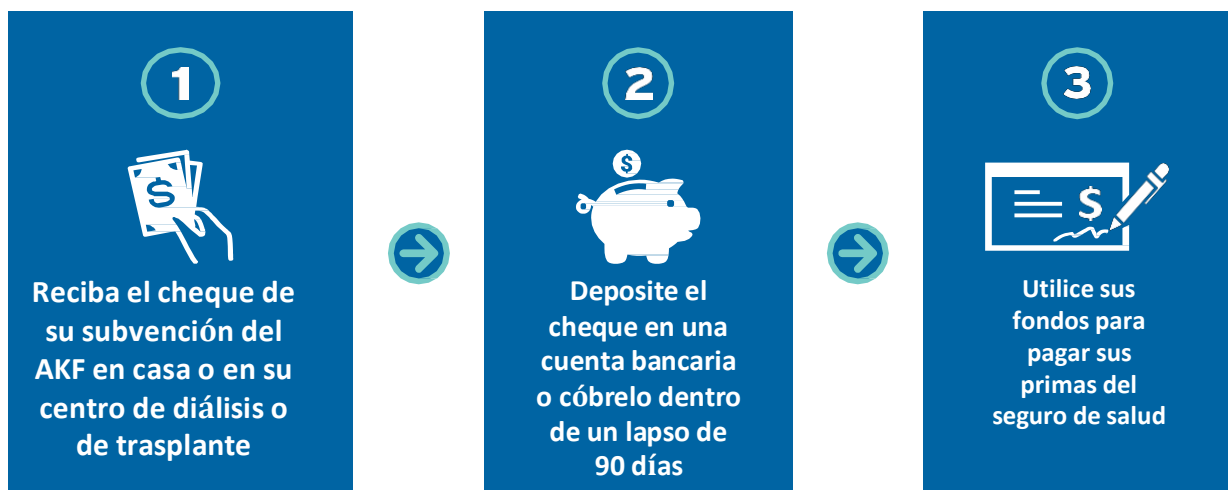 1
Reciba el cheque de
su subvención del
AKF en casa o en su
centro de diálisis o
de trasplante
2
Deposite el
cheque en una
cuenta bancaria
o cóbrelo dentro
de un lapso de
90 días
3
Utilice sus
fondos para
pagar sus
primas del
seguro de salud